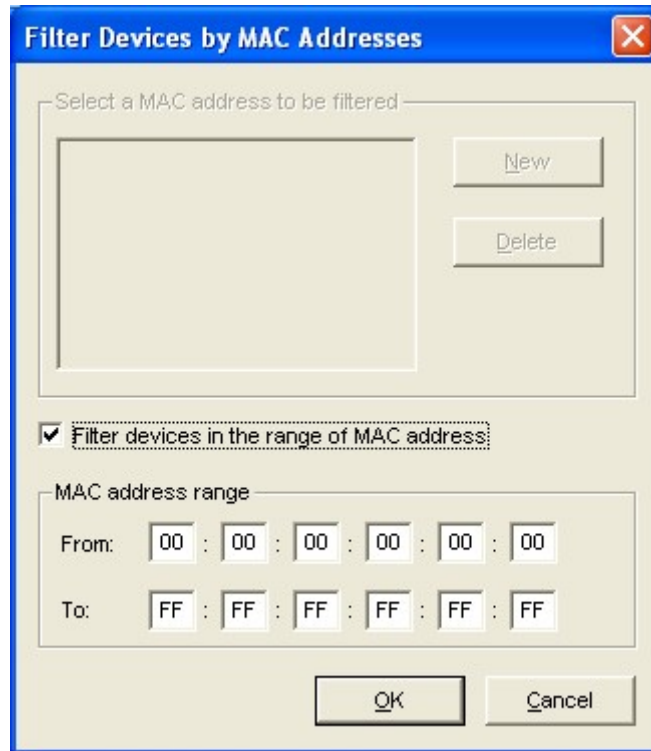 Filter Devices by MAC Addresses
Select a MAC address to be filtered
New
Delete
Filter devices in the range of MAC address
MAC address range
From: 00 : 00 : 00 : 00 : 00 : 00
To: FF : FF : FF : FF : FF : FF
OK Cancel